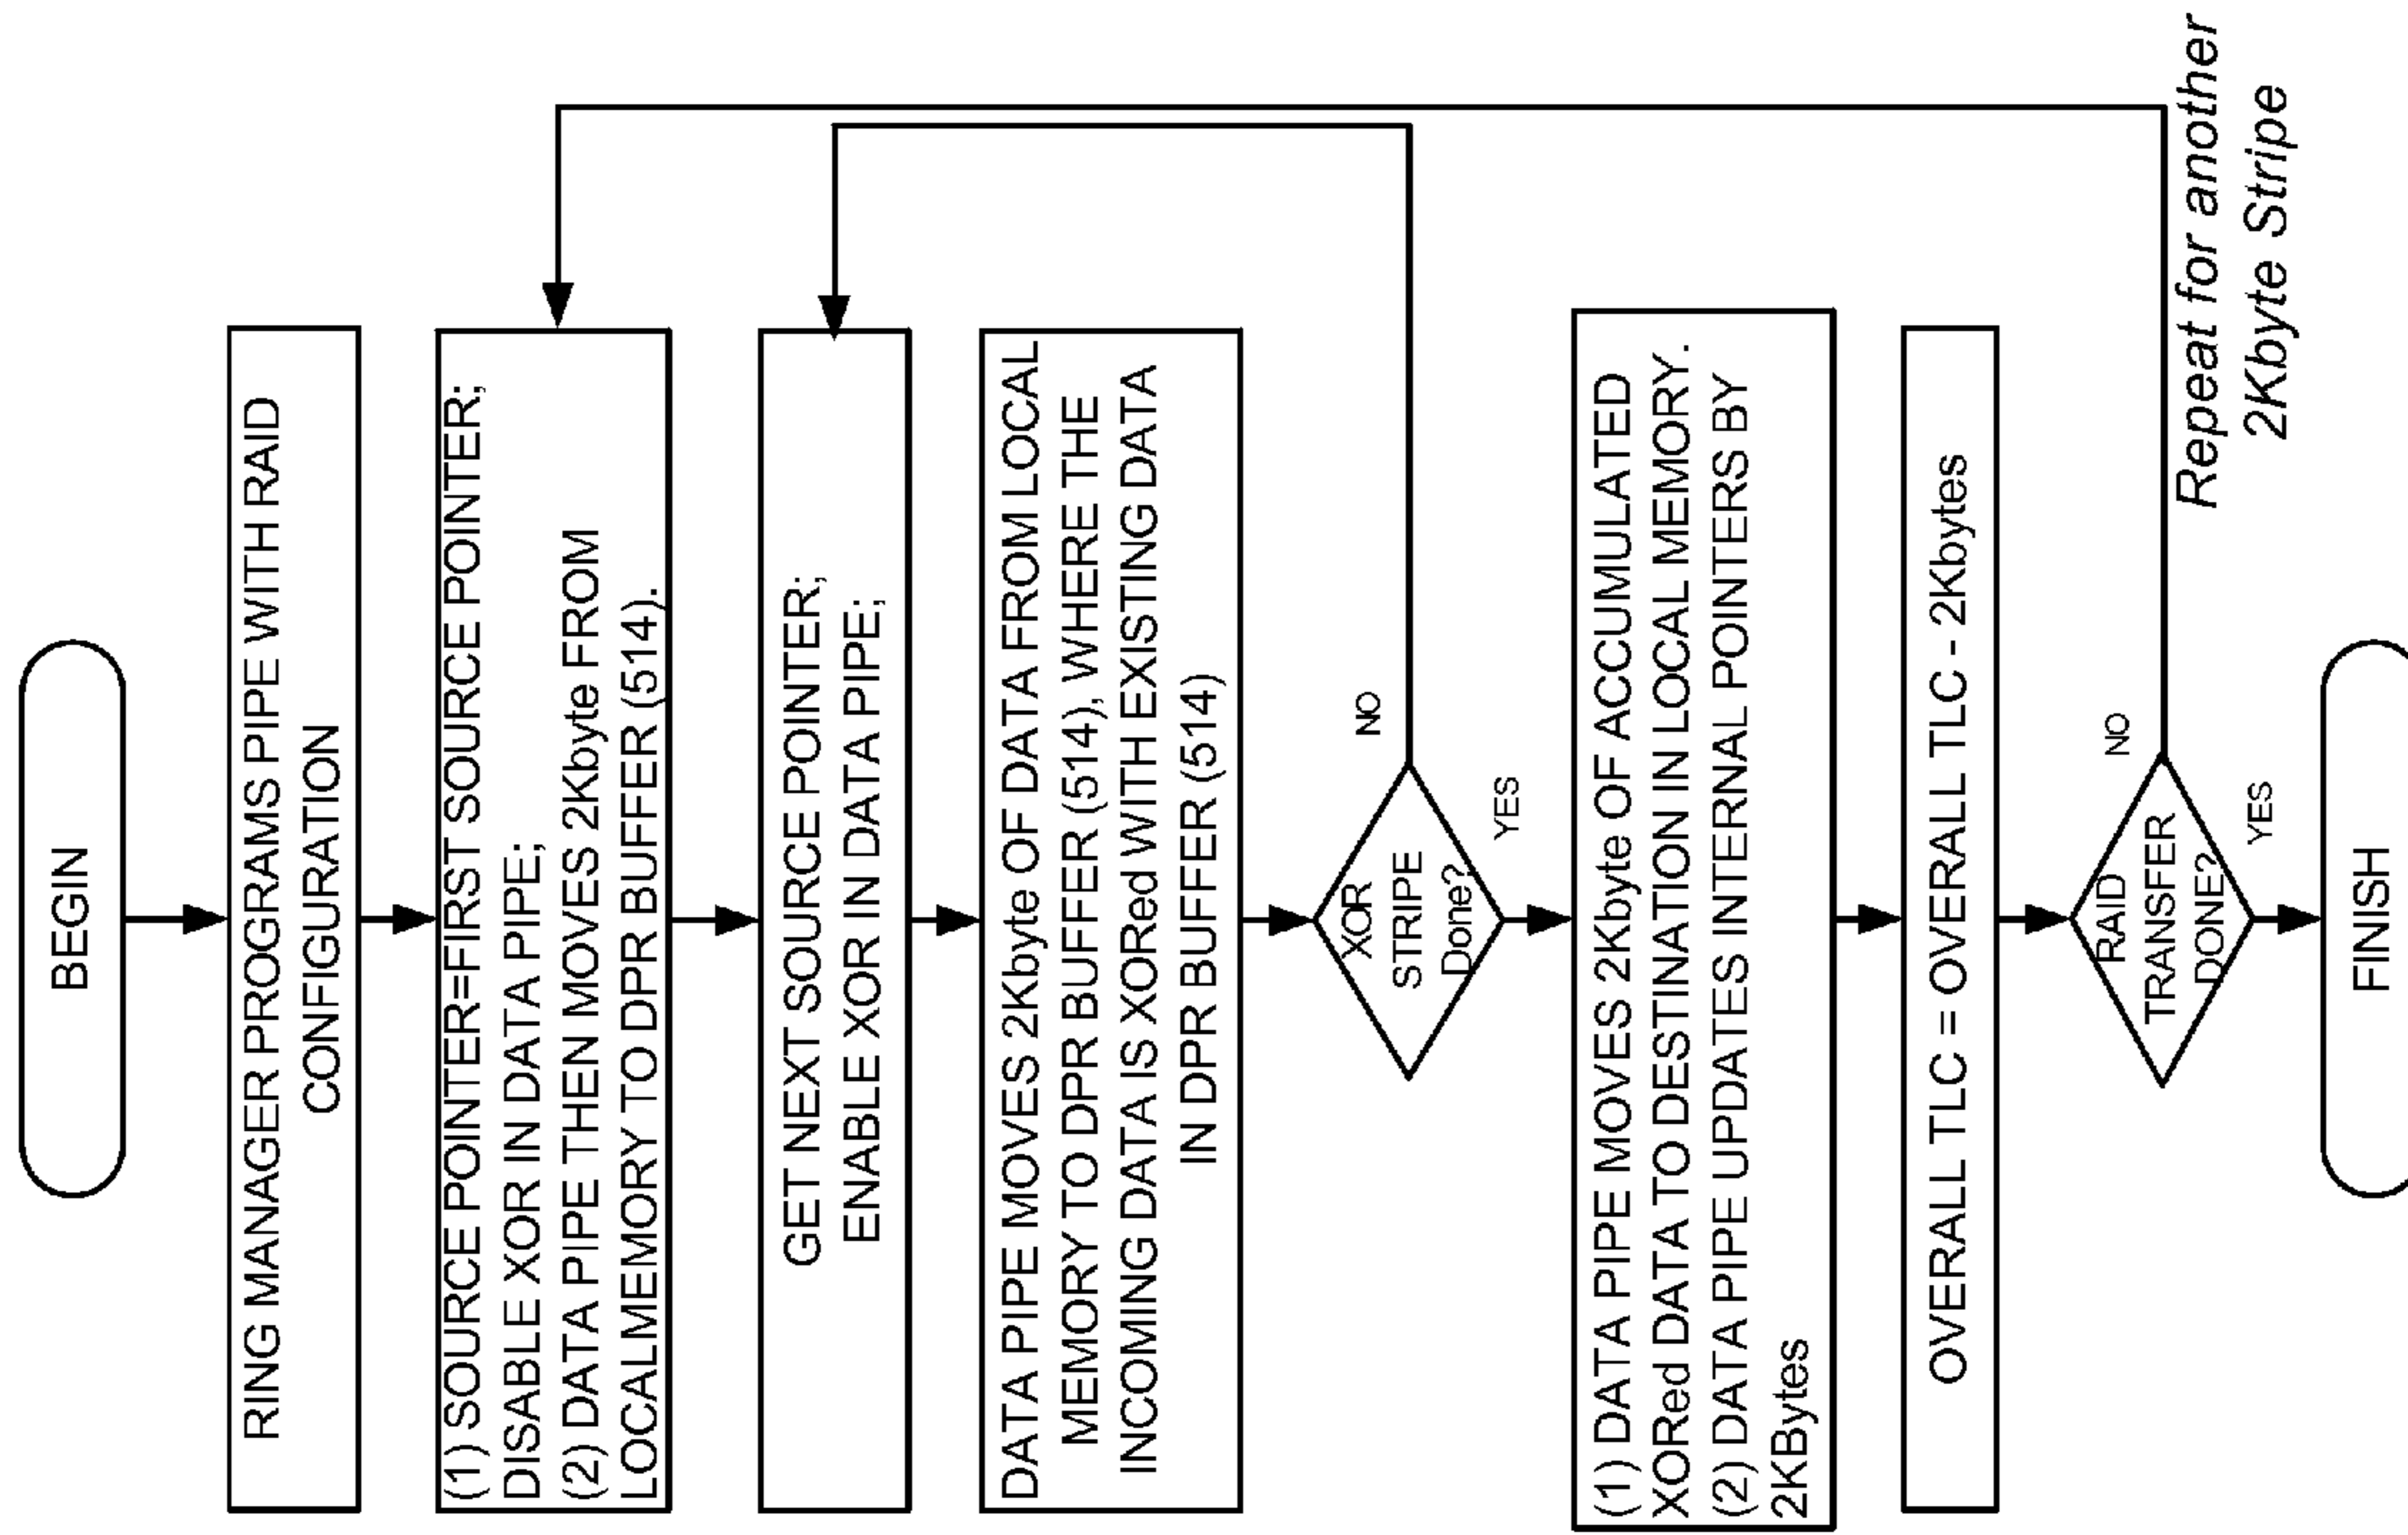 BEGIN
RING MANAGER PROGRAMS PIPE WITH RAID
CONFIGURATION
(1) SOURCE POINTER=FIRST SOURCE POINTER;
DISABLE XOR IN DATA PIPE;
(2) DATA PIPE THEN MOVES 2Kbyte FROM
LOCALMEMORY TO DPR BUFFER (514).
GET NEXT SOURCE POINTER;
ENABLE XOR IN DATA PIPE;
DATA PIPE MOVES 2Kbyte OF DATA FROM LOCAL
MEMORY TO DPR BUFFER (514), WHERE THE
INCOMING DATA IS XORed WITH EXISTING DATA
IN DPR BUFFER (514)
XOR
STRIPE
Done?
NO
YES
(1) DATA PIPE MOVES 2Kbyte OF ACCUMULATED
XORed DATA TO DESTINATION IN LOCAL MEMORY.
(2) DATA PIPE UPDATES INTERNAL POINTERS BY
2KBytes
OVERALL TLC = OVERALL TLC - 2Kbytes
RAID
TRANSFER
DONE?
NO
YES
Repeat for another
2Kbyte Stripe
FINISH